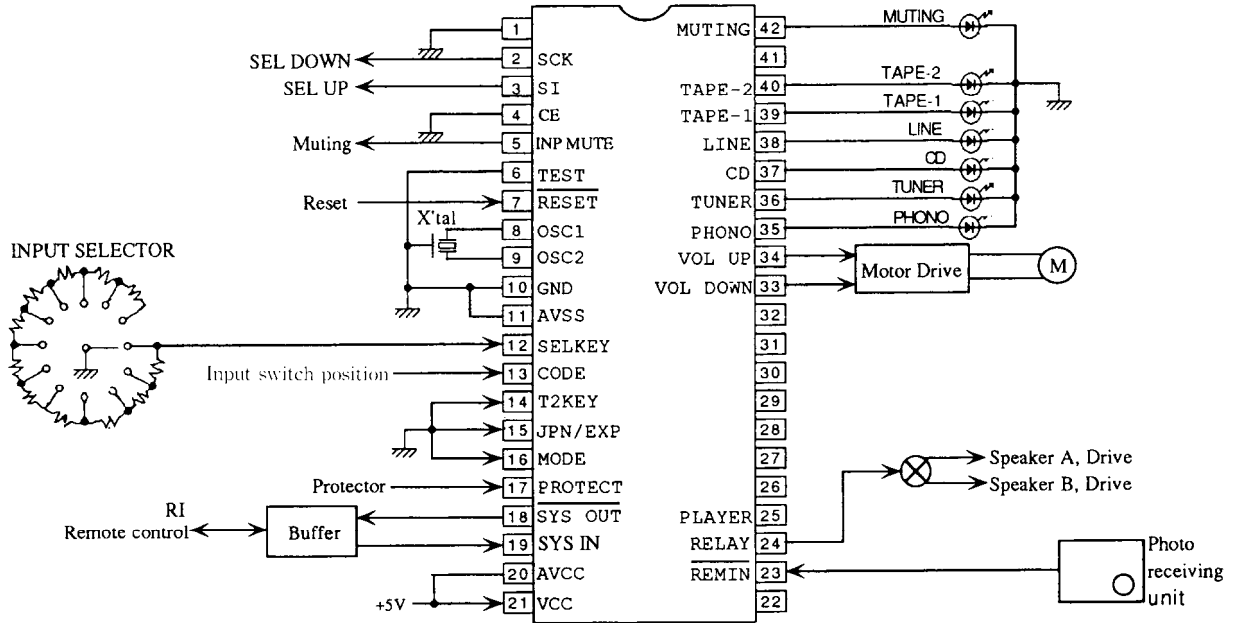 1 MUTING 42 MUTING
SEL DOWN 2 SCK 41
SEL UP 3 SI TAPE-2 40 TAPE-2
4 CE TAPE-1 39 TAPE-1
Muting 5 INP MUTE LINE 38 LINE
6 TEST CD 37 CD
Reset 7 RESET TUNER 36 TUNER
X'tal 8 OSC1 PHONO 35 PHONO
9 OSC2 VOL UP 34 Motor Drive M
INPUT SELECTOR
10 GND VOL DOWN 33
11 AVSS 32
12 SELKEY 31
Input switch position 13 CODE 30
14 T2KEY 29
15 JPN/EXP 28
16 MODE 27 Speaker A, Drive
Protector 17 PROTECT 26 Speaker B, Drive
RI
Remote control Buffer 18 SYS OUT PLAYER 25
19 SYS IN RELAY 24
20 AVCC REMIN 23 Photo
receiving
unit
+5V 21 VCC 22